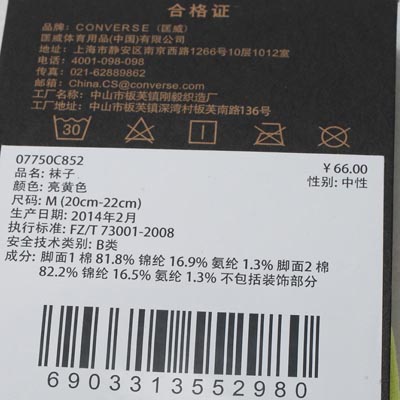 合格证
品牌: CONVERSE (匡威)
匡威体育用品(中国)有限公司
地址: 上海市静安区南京西路1266号10层1012室
电话: 4001-098-098
传真: 021-62889862
邮箱: China.CS@converse.com
工厂名称: 中山市板芙镇刚毅织造厂
工厂地址: 中山市板芙镇深湾村板芙南路136号
30
07750C852
￥66.00
品名: 袜子
性别: 中性
颜色: 亮黄色
尺码: M (20cm-22cm)
生产日期: 2014年2月
执行标准: FZ/T 73001-2008
安全技术类别: B类
成分: 脚面1 棉 81.8% 锦纶 16.9% 氨纶 1.3% 脚面2 棉
82.2% 锦纶 16.5% 氨纶 1.3% 不包括装饰部分
6903313552980